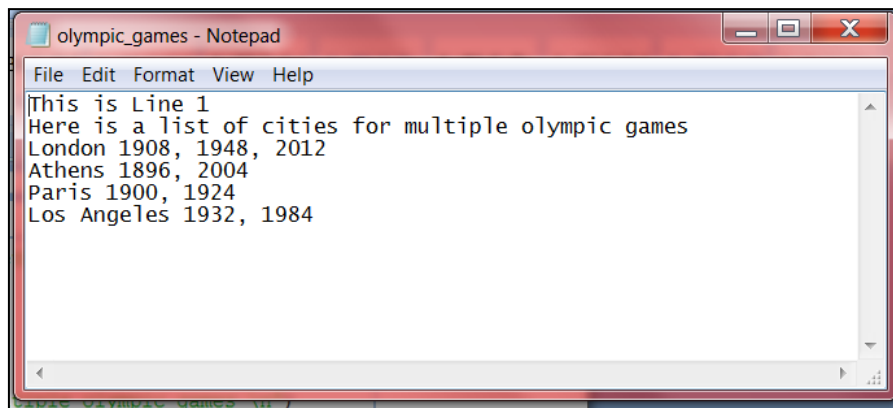 olympic_games - Notepad
File Edit Format View Help
This is Line 1
Here is a list of cities for multiple olympic games
London 1908, 1948, 2012
Athens 1896, 2004
Paris 1900, 1924
Los Angeles 1932, 1984